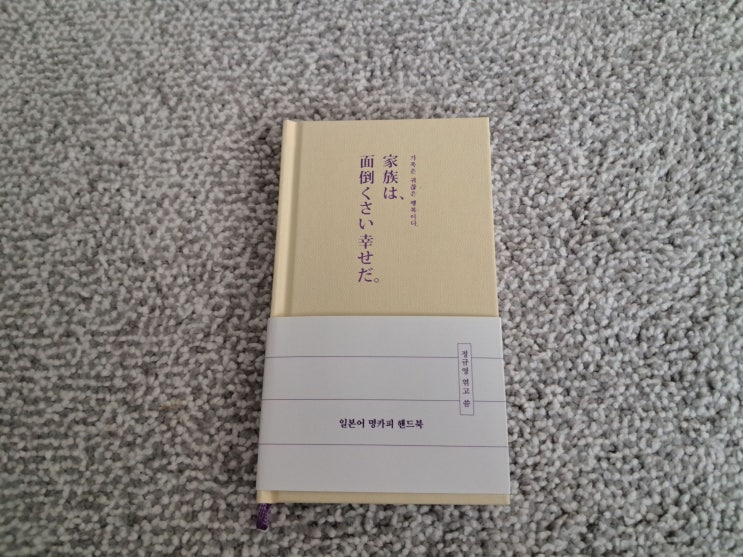 가족은 귀찮은 행복이다.
家族は、
面倒くさい幸せだ。
정규영 엮고 씀
일본어 명카피 핸드북